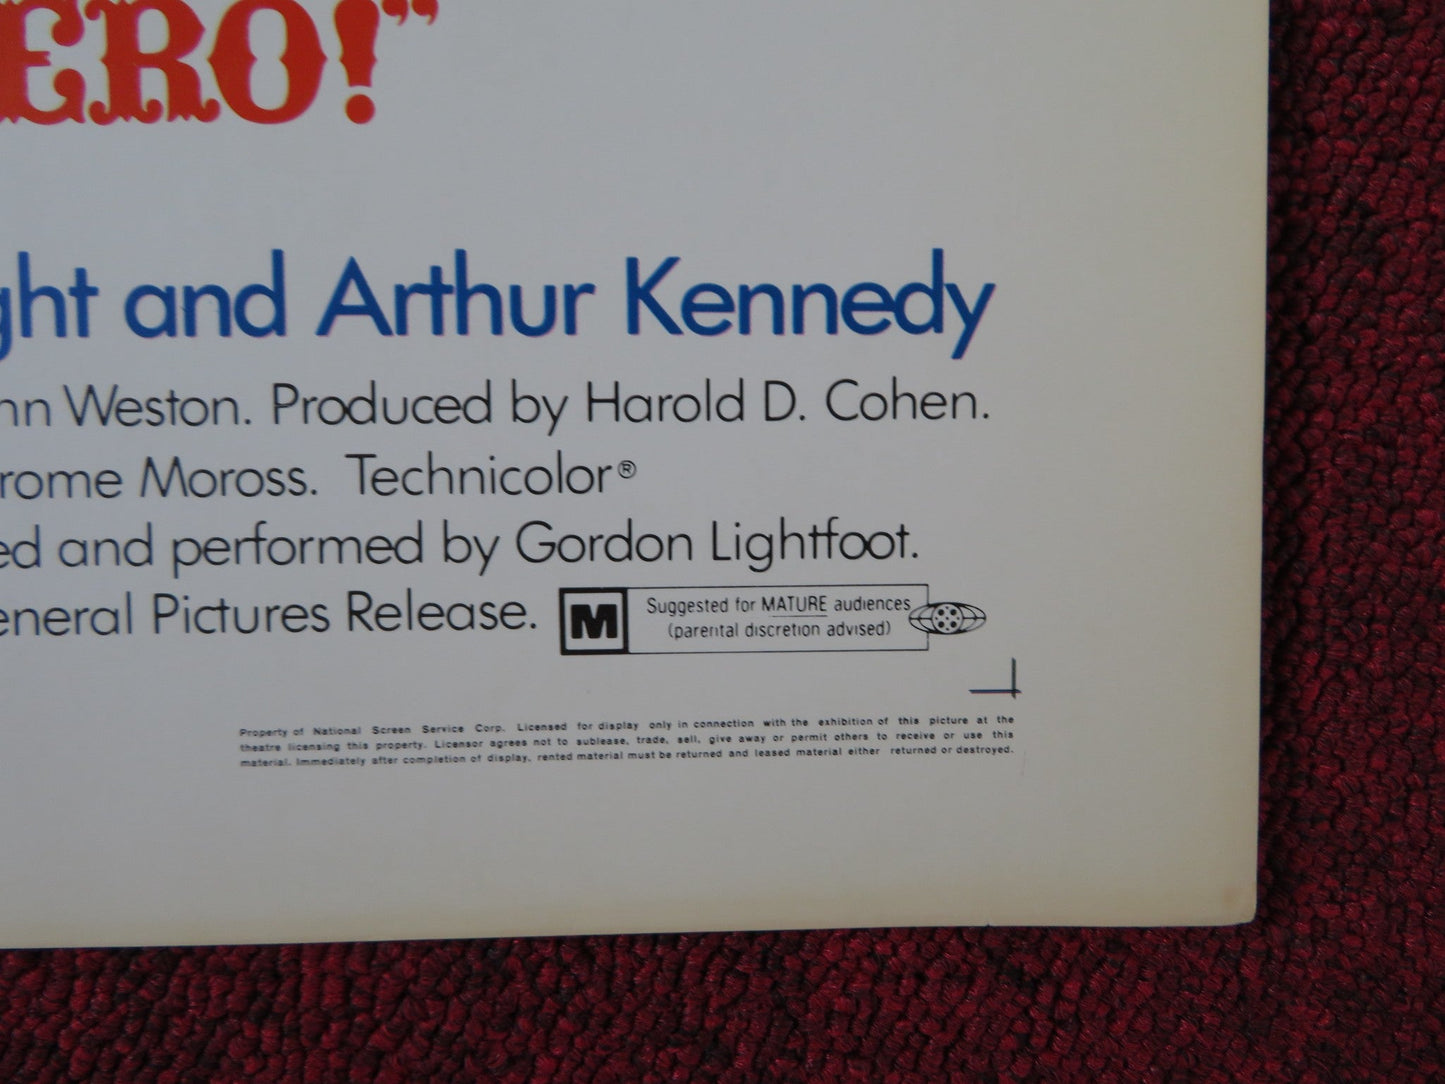 ERO!”
ght and Arthur Kennedy
nn Weston. Produced by Harold D. Cohen.
rome Moross. Technicolor®
ed and performed by Gordon Lightfoot.
eneral Pictures Release.
M
Suggested for MATURE audiences
(parental discretion advised)
Property of National Screen Service Corp. Licensed for display only in connection with the exhibition of this picture at the
theatre licensing this property. Licensor agrees not to sublease, trade, sell, give away or permit others to receive or use this
material. Immediately after completion of display, rented material must be returned and leased material either returned or destroyed.